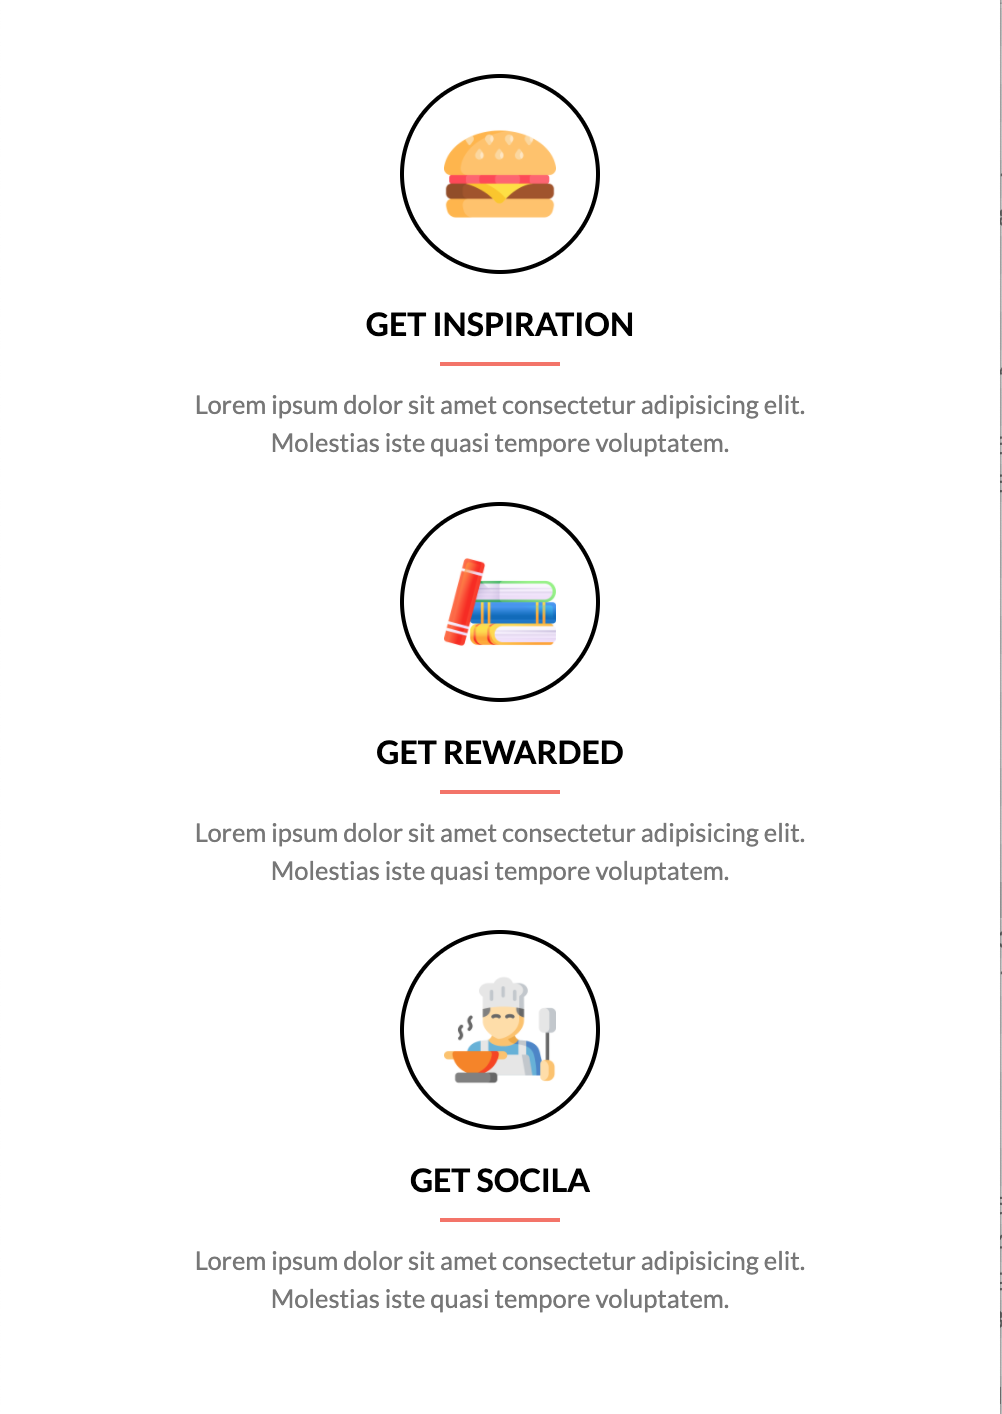 GET INSPIRATION
Lorem ipsum dolor sit amet consectetur adipisicing elit.
Molestias iste quasi tempore voluptatem.
GET REWARDED
Lorem ipsum dolor sit amet consectetur adipisicing elit.
Molestias iste quasi tempore voluptatem.
GET SOCILA
Lorem ipsum dolor sit amet consectetur adipisicing elit.
Molestias iste quasi tempore voluptatem.